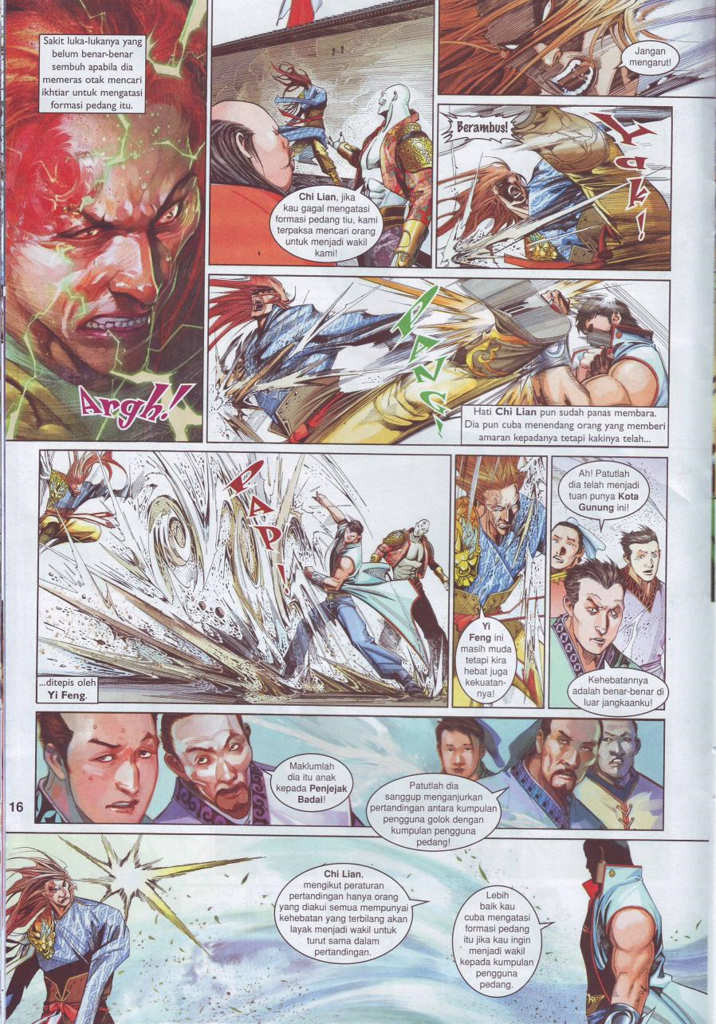 Sakit luka-lukanya yang
belum benar-benar
sembuh apabila dia
memeras otak mencari
ikhtiar untuk mengatasi
formasi pedang itu.
Argh!
Chi Lian, jika
kau gagal mengatasi
formasi pedang tiu, kami
terpaksa mencari orang
untuk menjadi wakil
kami!
Jangan
mengarut!
Berambus!
Yak!
PANG!
Hati Chi Lian pun sudah panas membara.
Dia pun cuba menendang orang yang memberi
amaran kepadanya tetapi kakinya telah...
PAP!
...ditepis oleh
Yi Feng.
Yi
Feng ini
masih muda
tetapi kira
hebat juga
kekuatan-
nya!
Ah! Patutlah
dia telah menjadi
tuan punya Kota
Gunung ini!
Kehebatannya
adalah benar-benar di
luar jangkaanku!
Maklumlah
dia itu anak
kepada Penjejak
Badai!
Patutlah dia
sanggup menganjurkan
pertandingan antara kumpulan
pengguna golok dengan
kumpulan pengguna
pedang!
16
Chi Lian,
mengikut peraturan
pertandingan hanya orang
yang diakui semua mempunyai
kehebatan yang terbilang akan
layak menjadi wakil untuk
turut sama dalam
pertandingan.
Lebih
baik kau
cuba mengatasi
formasi pedang
itu jika kau ingin
menjadi wakil
kepada kumpulan
pengguna
pedang.